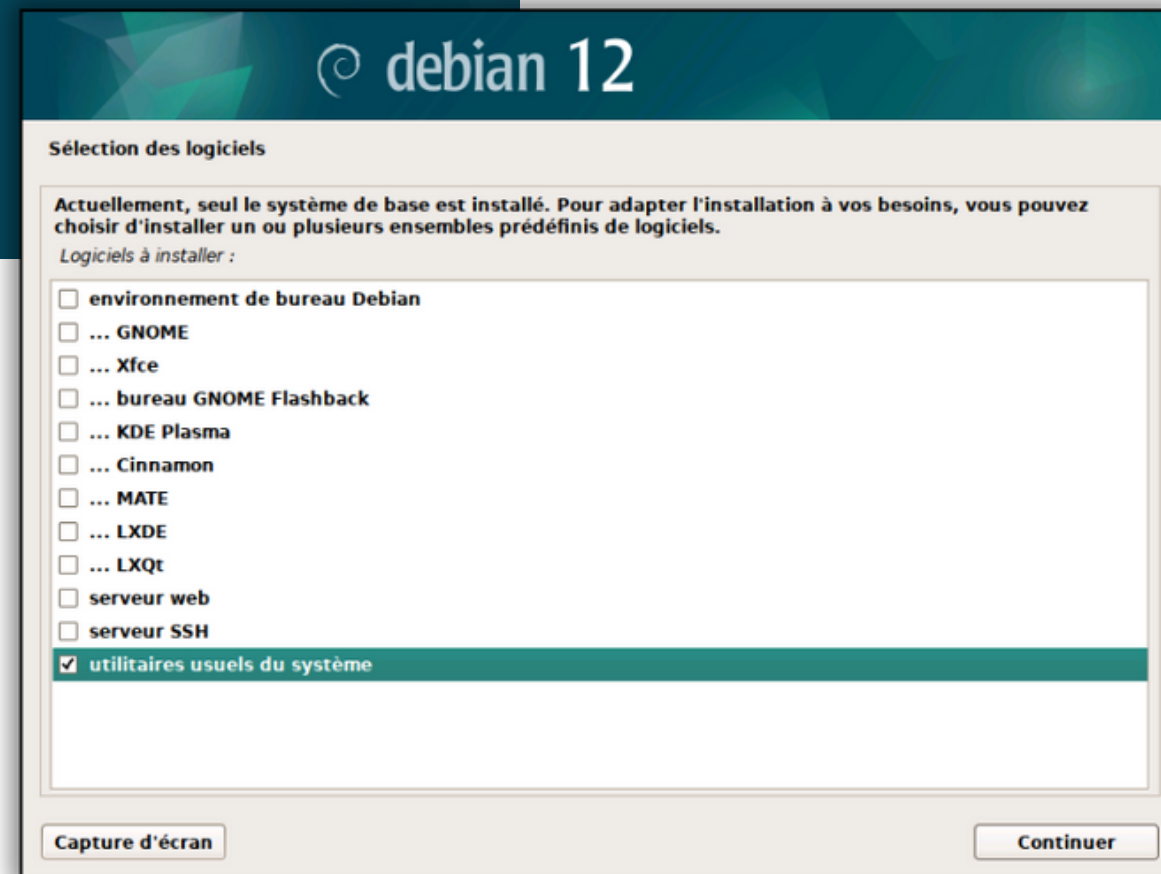 debian 12
Sélection des logiciels
Actuellement, seul le système de base est installé. Pour adapter l'installation à vos besoins, vous pouvez
choisir d'installer un ou plusieurs ensembles prédéfinis de logiciels.
Logiciels à installer :
environnement de bureau Debian
... GNOME
... Xfce
... bureau GNOME Flashback
... KDE Plasma
... Cinnamon
... MATE
... LXDE
... LXQt
serveur web
serveur SSH
utilitaires usuels du système
Capture d'écran
Continuer